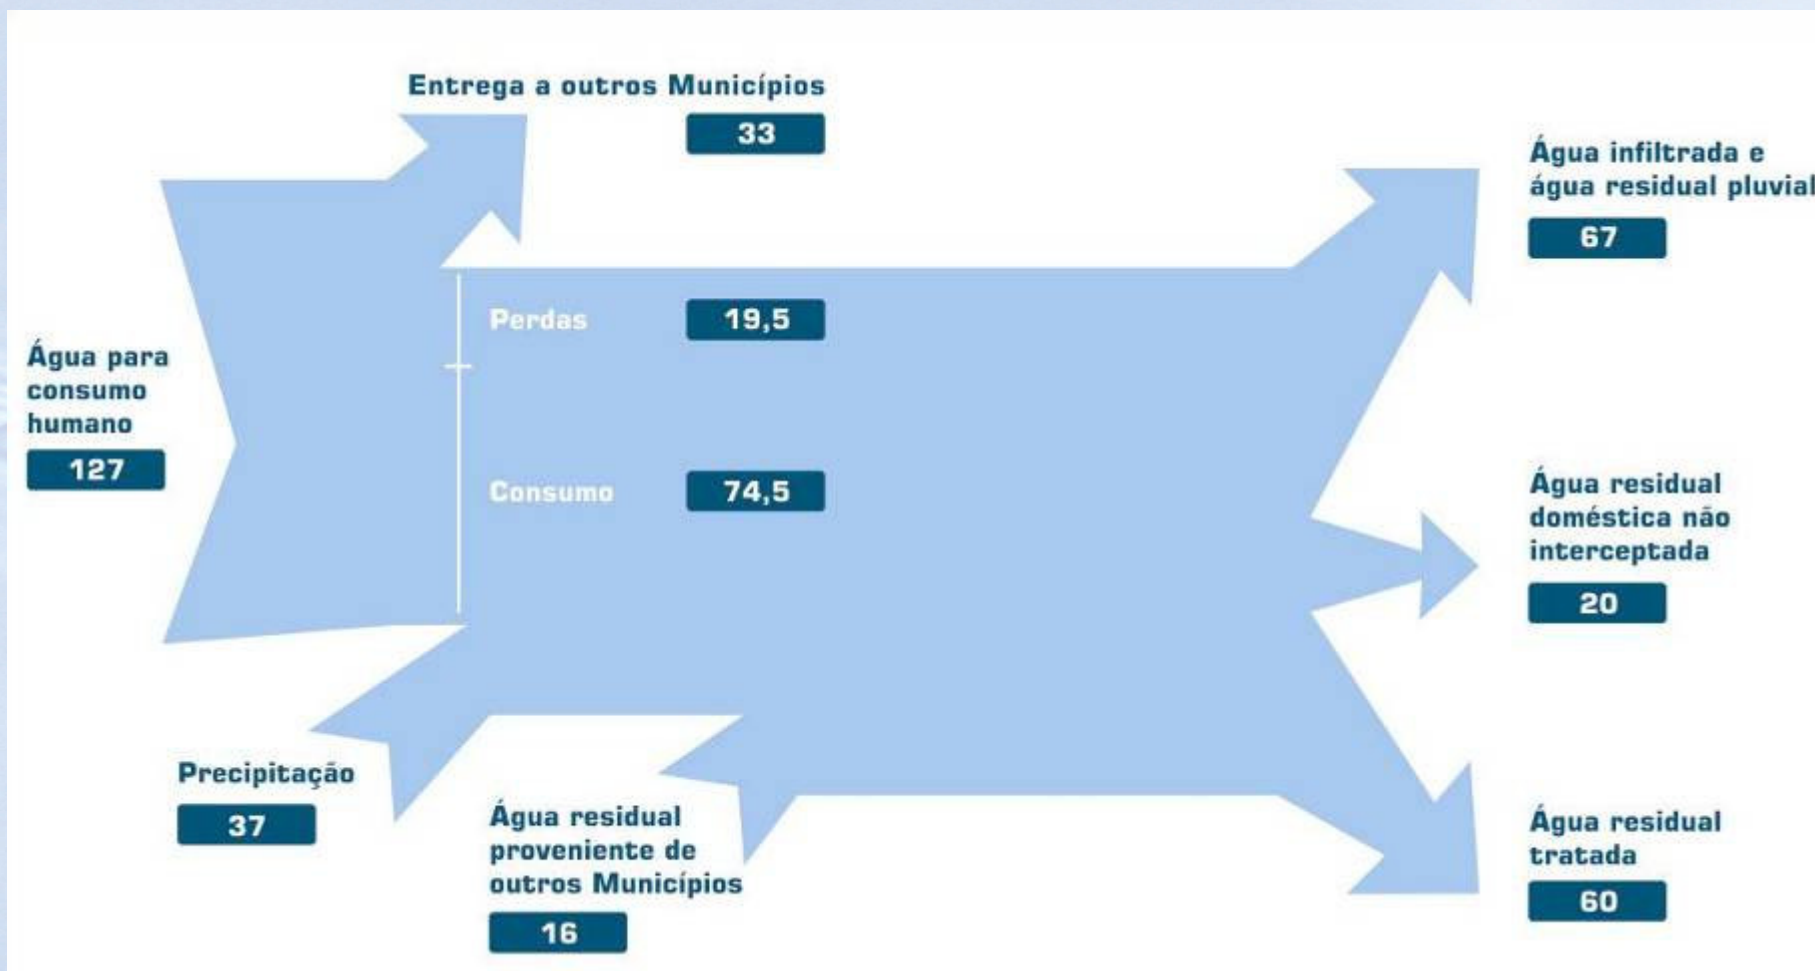 Entrega a outros Municípios
33
Água infiltrada e
água residual pluvial
67
Perdas
19,5
Água para
consumo
humano
127
Consumo
74,5
Água residual
doméstica não
interceptada
20
Precipitação
37
Água residual
proveniente de
outros Municípios
16
Água residual
tratada
60